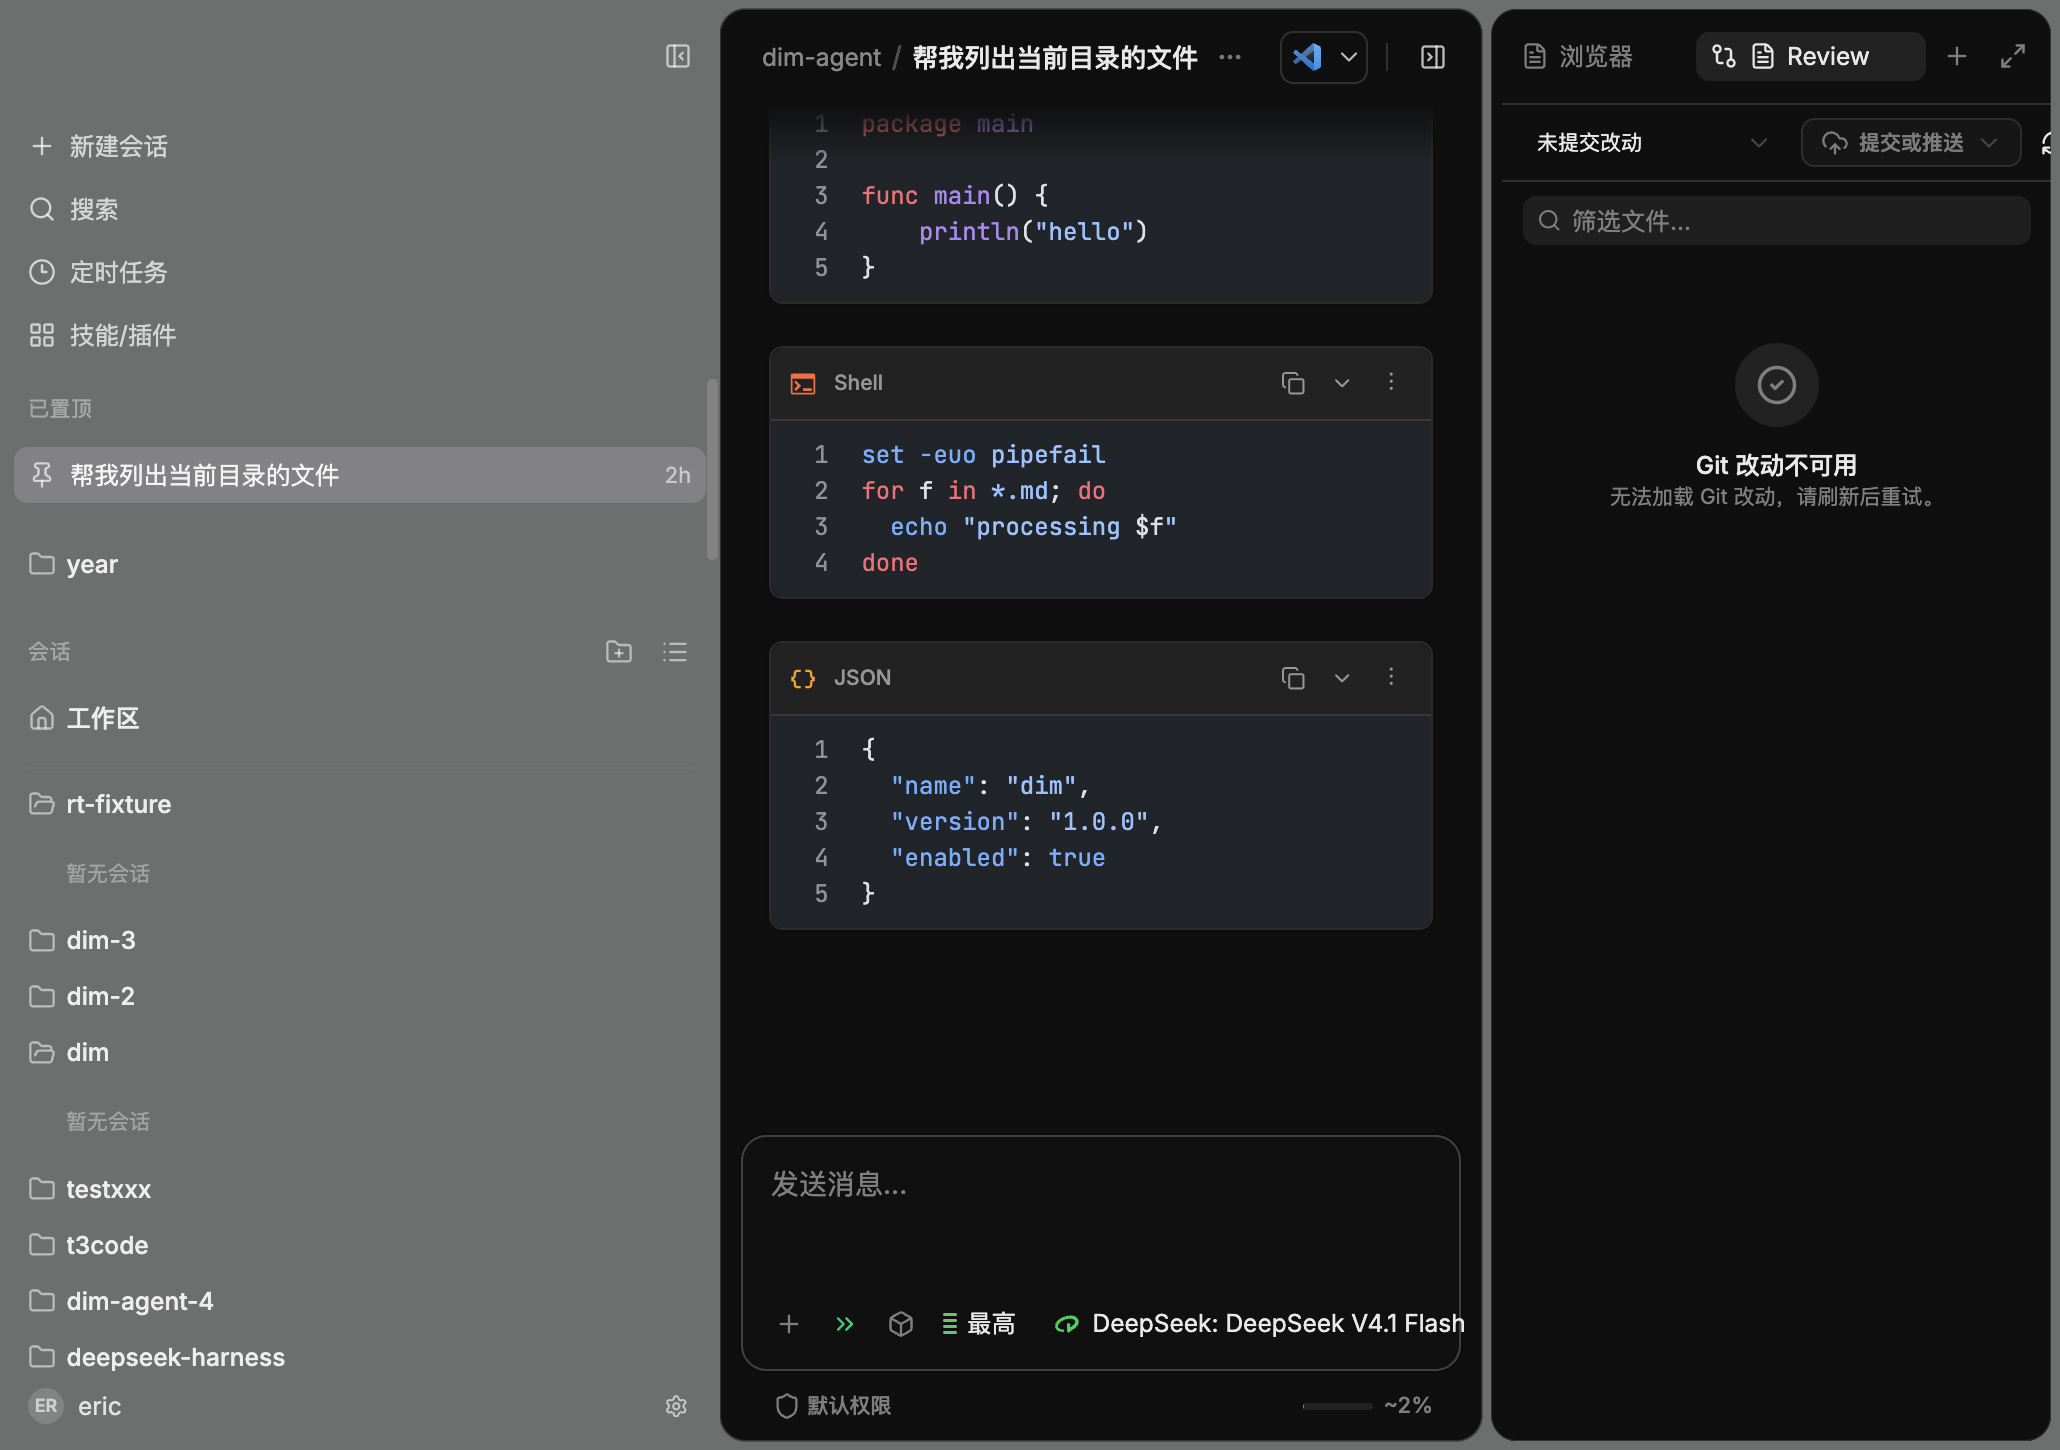 新建会话
搜索
定时任务
技能/插件
已置顶
帮我列出当前目录的文件 2h
year
会话
工作区
rt-fixture
暂无会话
dim-3
dim-2
dim
暂无会话
testxxx
t3code
dim-agent-4
deepseek-harness
ER eric
dim-agent / 帮我列出当前目录的文件
1 package main
2
3 func main() {
4     println("hello")
5 }
Shell
1 set -euo pipefail
2 for f in *.md; do
3   echo "processing $f"
4 done
JSON
1 {
2   "name": "dim",
3   "version": "1.0.0",
4   "enabled": true
5 }
发送消息...
最高 DeepSeek: DeepSeek V4.1 Flash
默认权限 ~2%
浏览器 Review
未提交改动 提交或推送
筛选文件...
Git 改动不可用
无法加载 Git 改动，请刷新后重试。